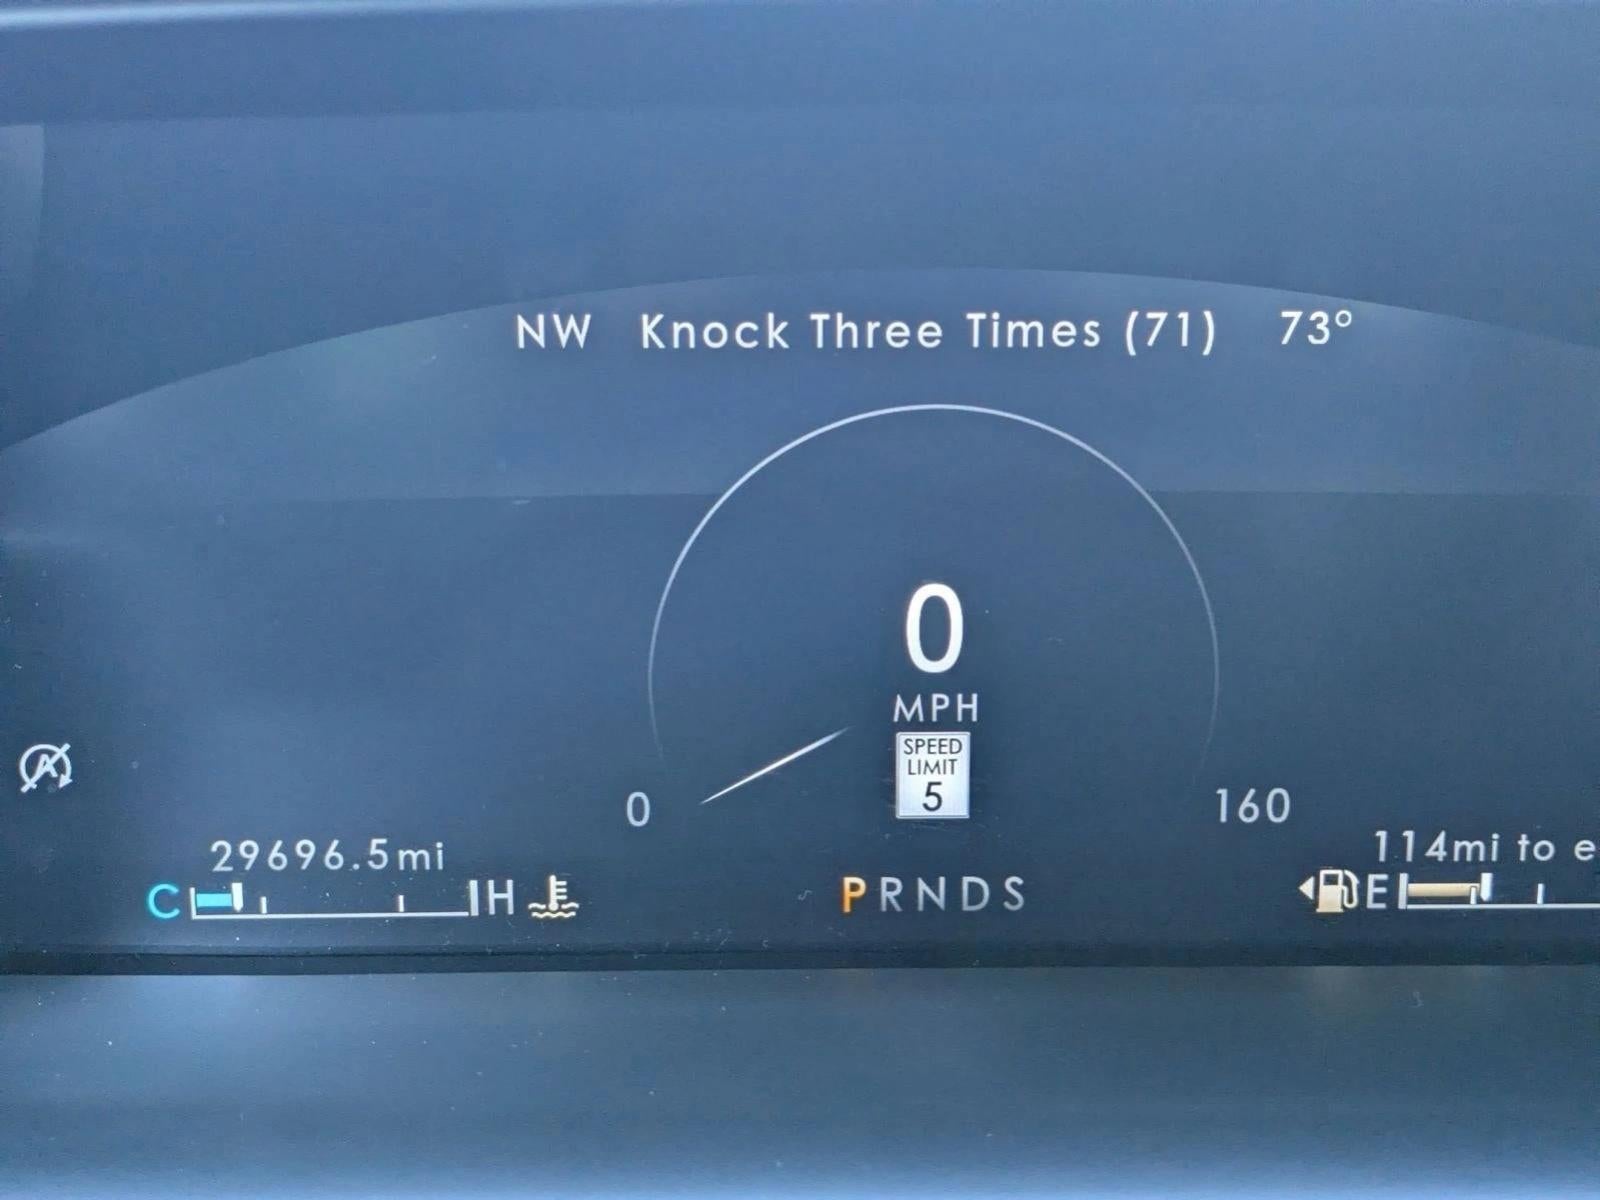 NW Knock Three Times (71) 73°
0
MPH
SPEED
LIMIT
5
0 160
29696.5mi
114mi to e
C H
PRNDS
E